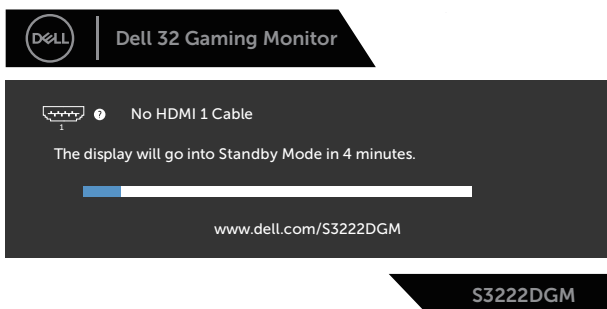 DELL
Dell 32 Gaming Monitor
1
?
No HDMI 1 Cable
The display will go into Standby Mode in 4 minutes.
www.dell.com/S3222DGM
S3222DGM